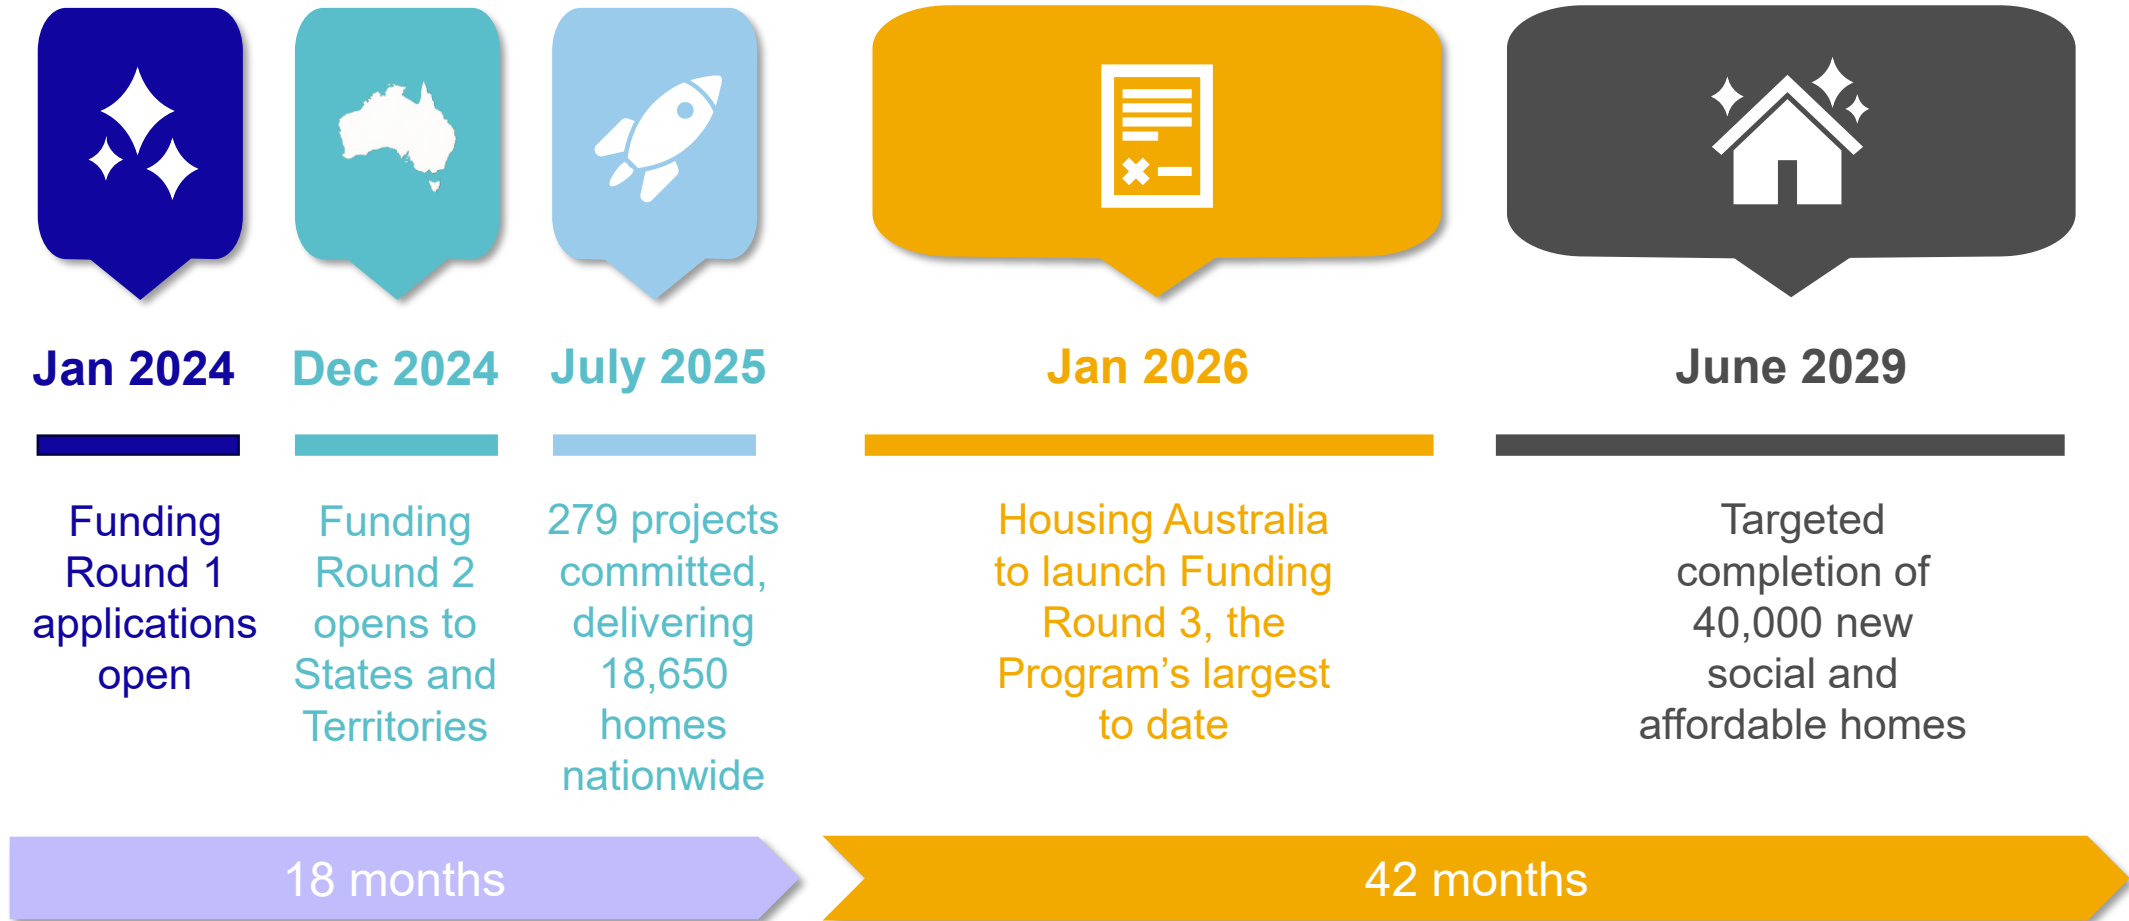 Jan 2024
Funding
Round 1
applications
open
Dec 2024
Funding
Round 2
opens to
States and
Territories
July 2025
279 projects
committed,
delivering
18,650
homes
nationwide
Jan 2026
Housing Australia
to launch Funding
Round 3, the
Program’s largest
to date
June 2029
Targeted
completion of
40,000 new
social and
affordable homes
18 months
42 months